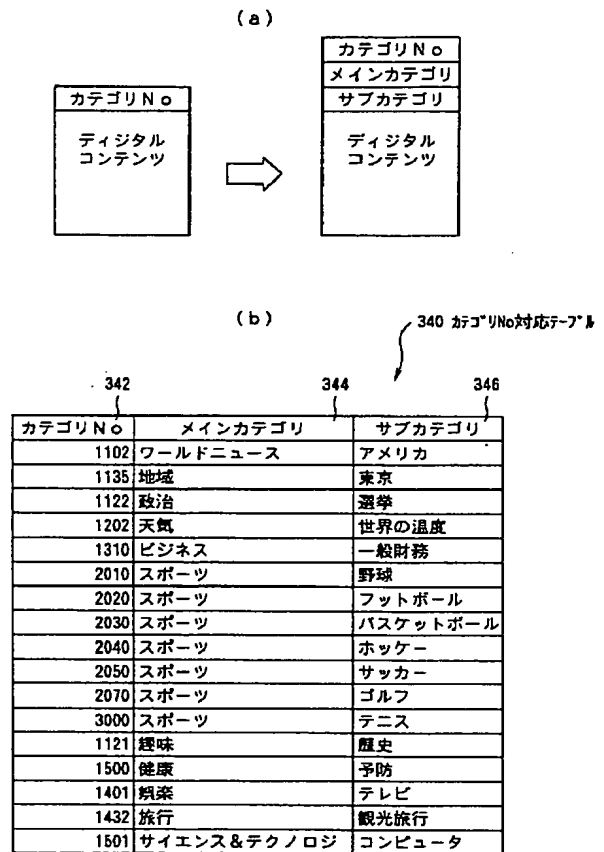 (a)
カテゴリNo
ディジタル
コンテンツ
カテゴリNo
メインカテゴリ
サブカテゴリ
ディジタル
コンテンツ
(b)
340 カテゴリNo対応テーブル
342 344 346
カテゴリNo メインカテゴリ サブカテゴリ
1102 ワールドニュース アメリカ
1135 地域 東京
1122 政治 選挙
1202 天気 世界の温度
1310 ビジネス 一般財務
2010 スポーツ 野球
2020 スポーツ フットボール
2030 スポーツ バスケットボール
2040 スポーツ ホッケー
2050 スポーツ サッカー
2070 スポーツ ゴルフ
3000 スポーツ テニス
1121 趣味 歴史
1500 健康 予防
1401 娯楽 テレビ
1432 旅行 観光旅行
1501 サイエンス&テクノロジ コンピュータ